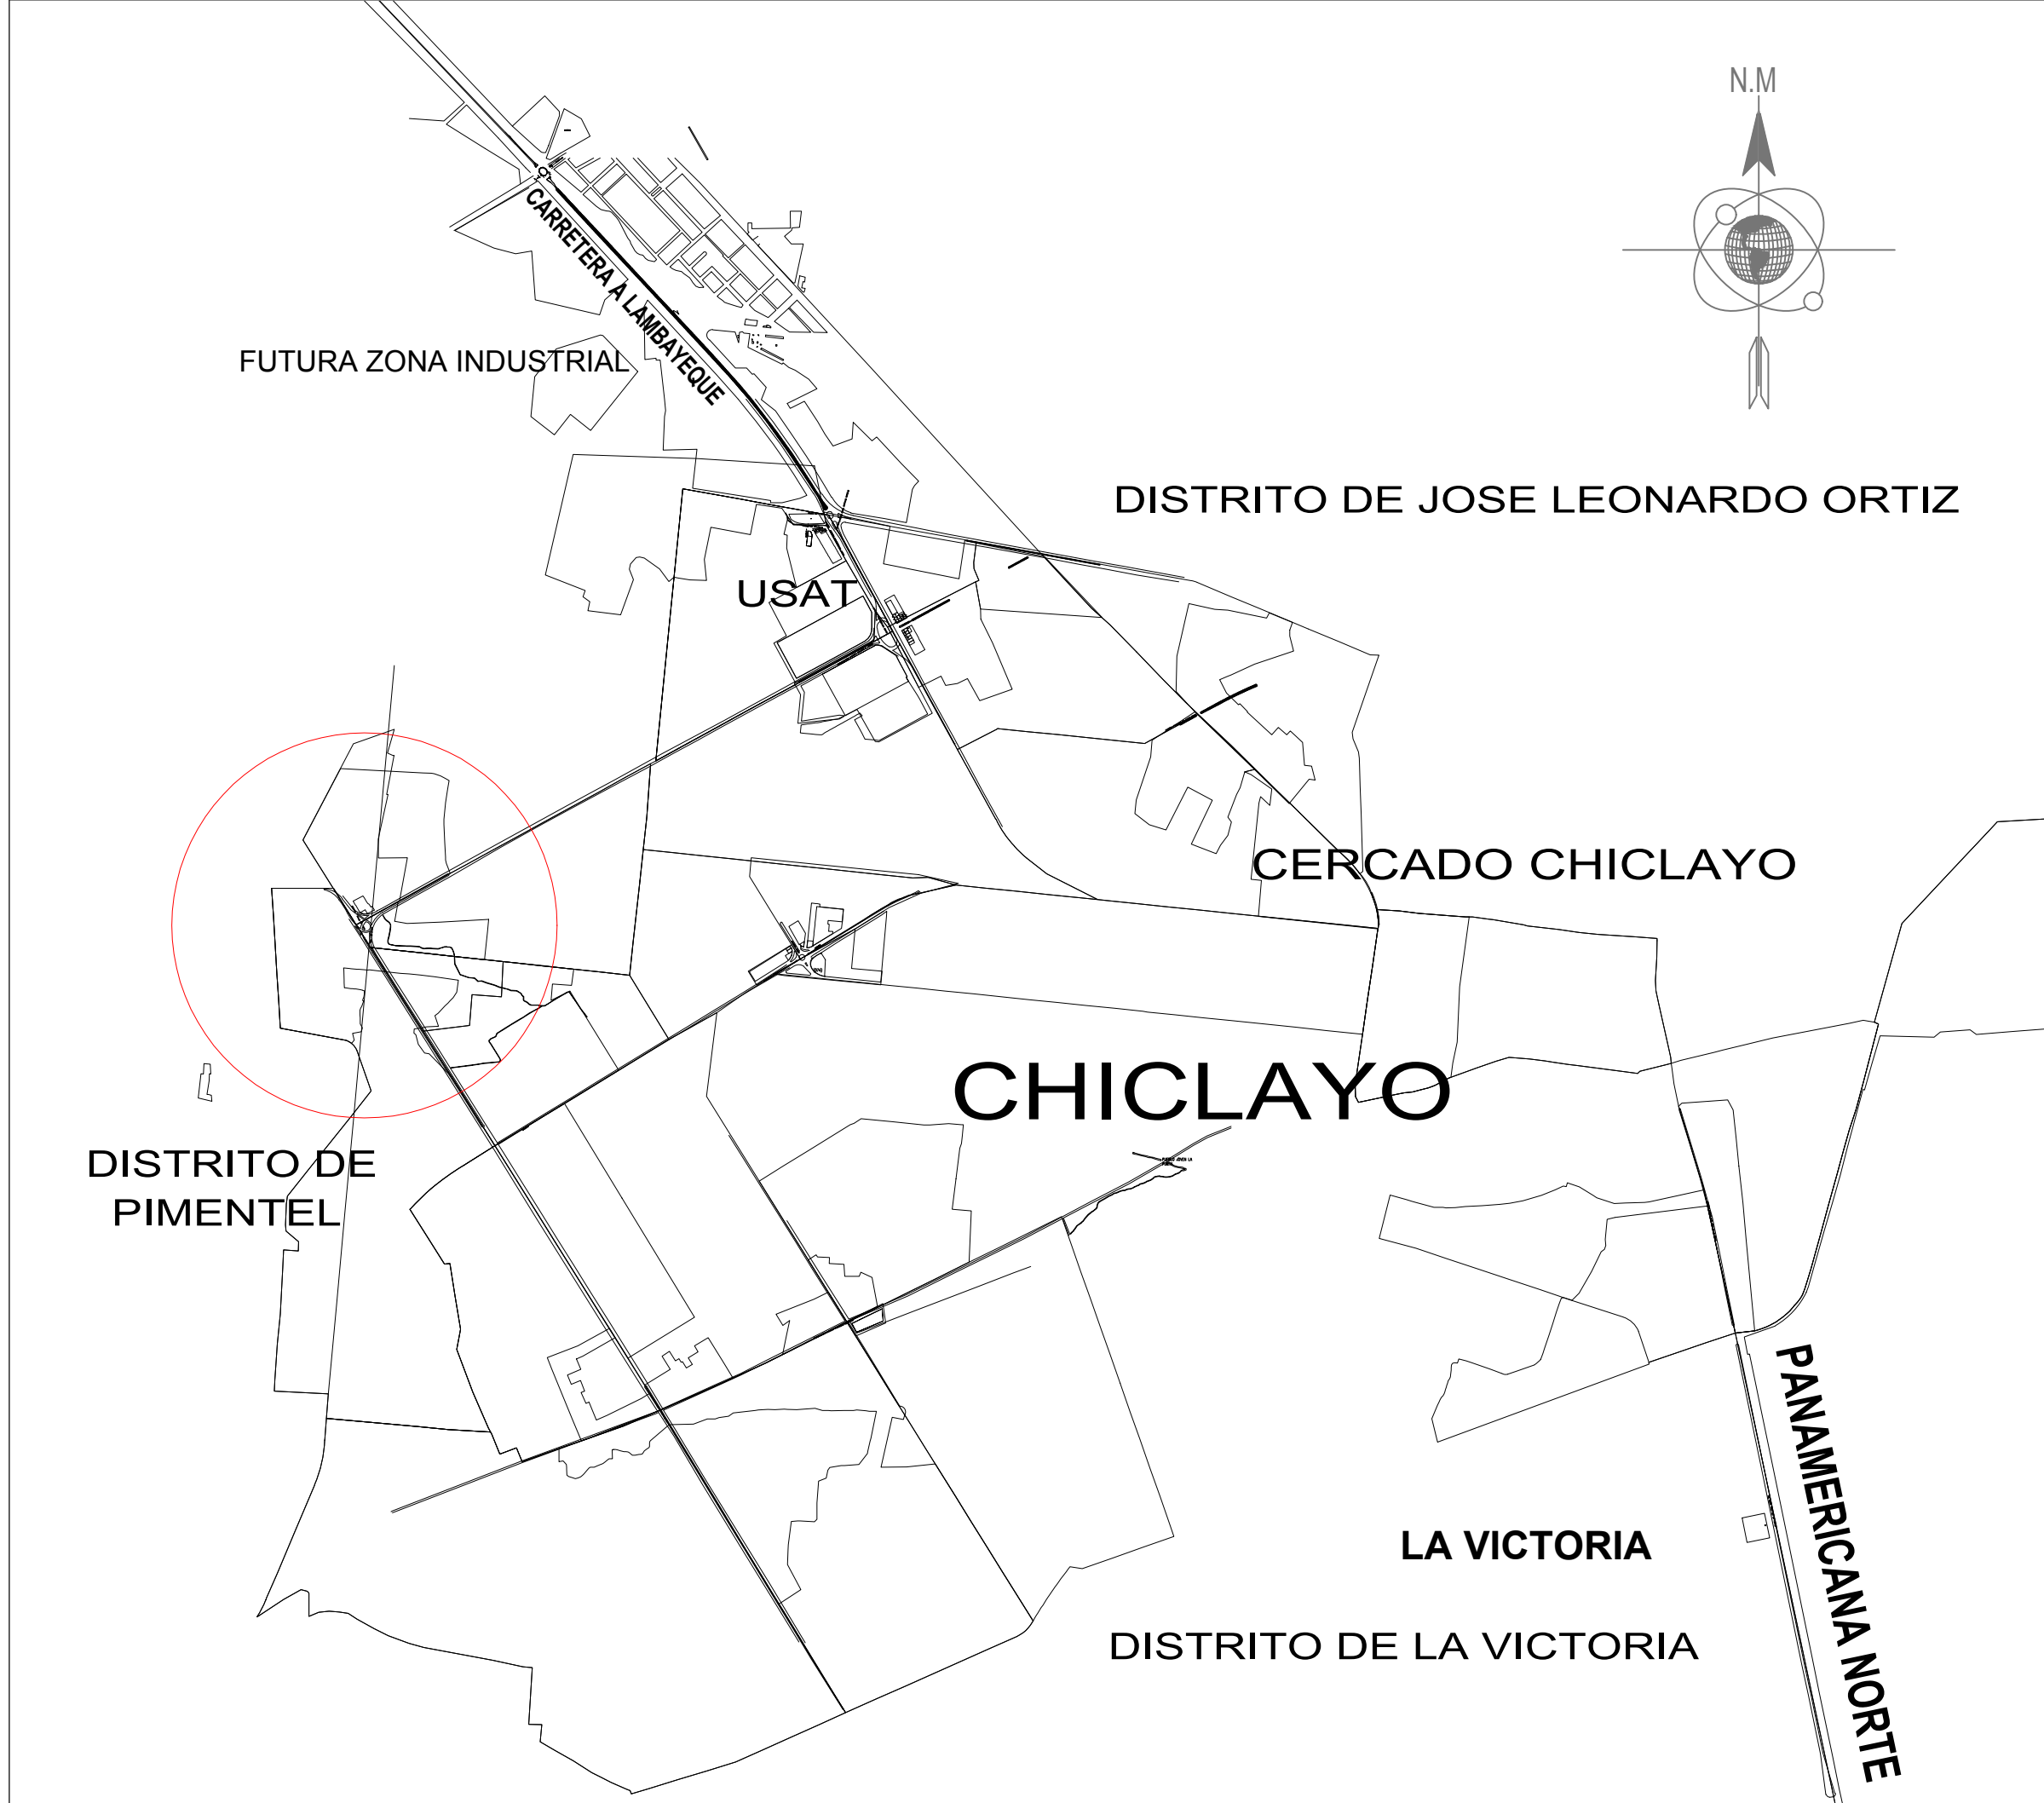 N.M
CARRETERA A LAMBAYEQUE
FUTURA ZONA INDUSTRIAL
DISTRITO DE JOSE LEONARDO ORTIZ
USAT
CERCADO CHICLAYO
CHICLAYO
DISTRITO DE
PIMENTEL
PANAMERICANA NORTE
LA VICTORIA
DISTRITO DE LA VICTORIA